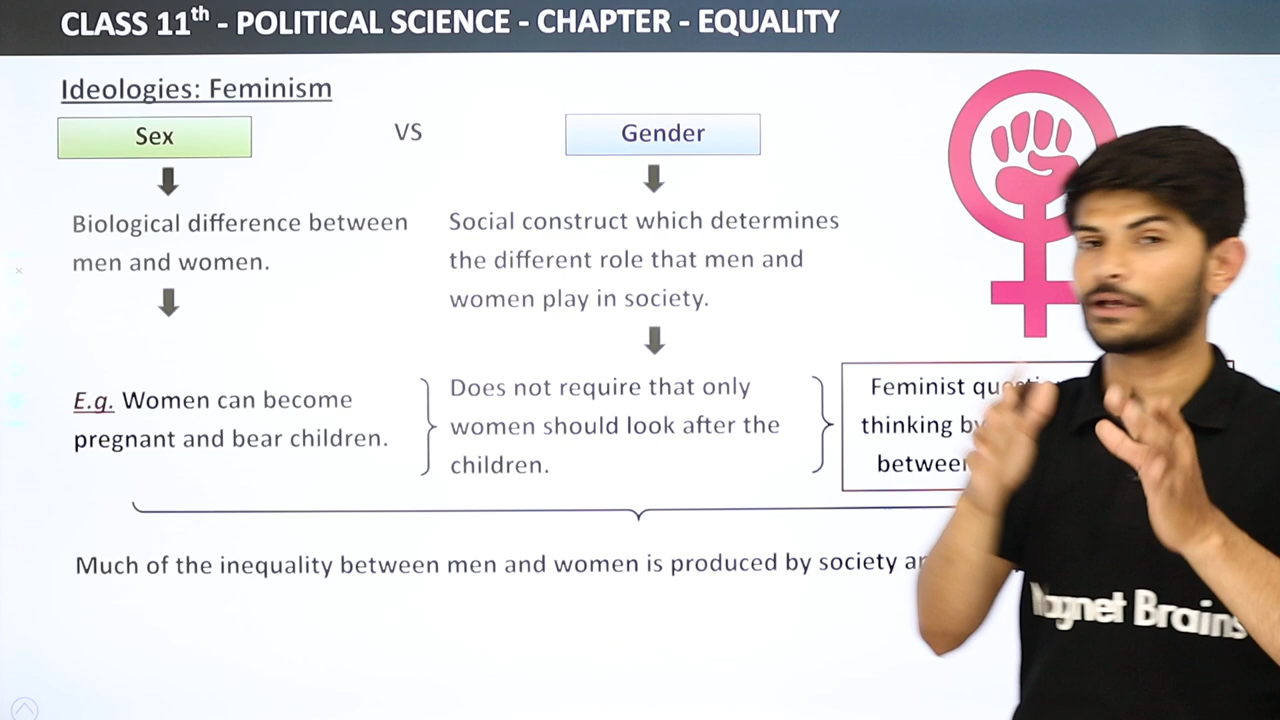 CLASS 11th - POLITICAL SCIENCE - CHAPTER - EQUALITY
Ideologies: Feminism
Sex
VS
Gender
Biological difference between
men and women.
Social construct which determines
the different role that men and
women play in society.
E.g. Women can become
pregnant and bear children.
Does not require that only
women should look after the
children.
Feminist
thinking
between
Much of the inequality between men and women is produced by society
Magnet Brains